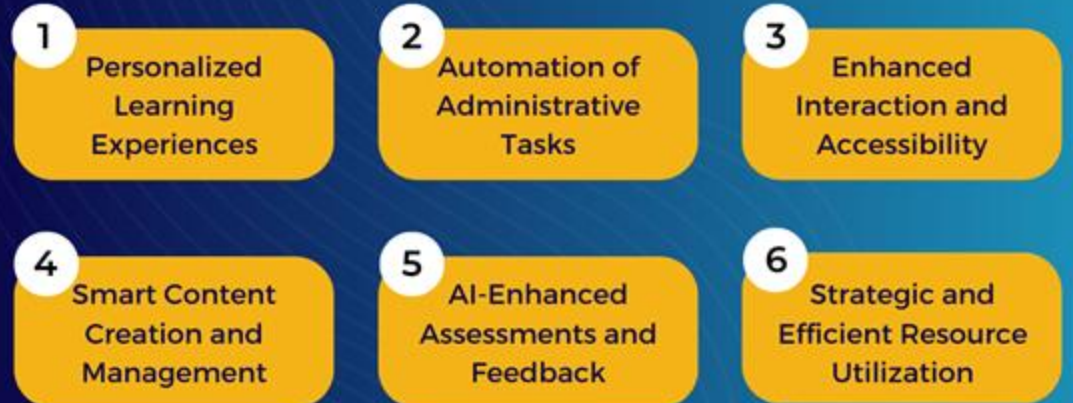 1
Personalized
Learning
Experiences
2
Automation of
Administrative
Tasks
3
Enhanced
Interaction and
Accessibility
4
Smart Content
Creation and
Management
5
AI-Enhanced
Assessments and
Feedback
6
Strategic and
Efficient Resource
Utilization